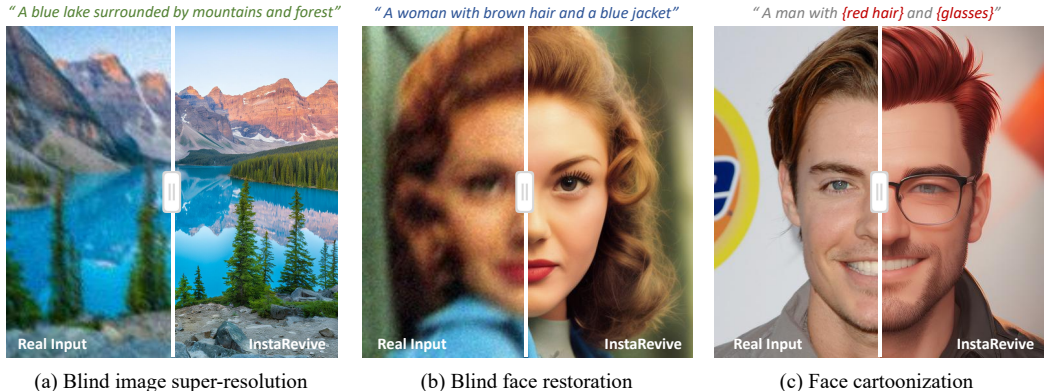 “ A blue lake surrounded by mountains and forest”
“ A woman with brown hair and a blue jacket”
“ A man with {red hair} and {glasses}”
Real Input
InstaRevive
Real Input
InstaRevive
Real Input
InstaRevive
(a) Blind image super-resolution
(b) Blind face restoration
(c) Face cartoonization